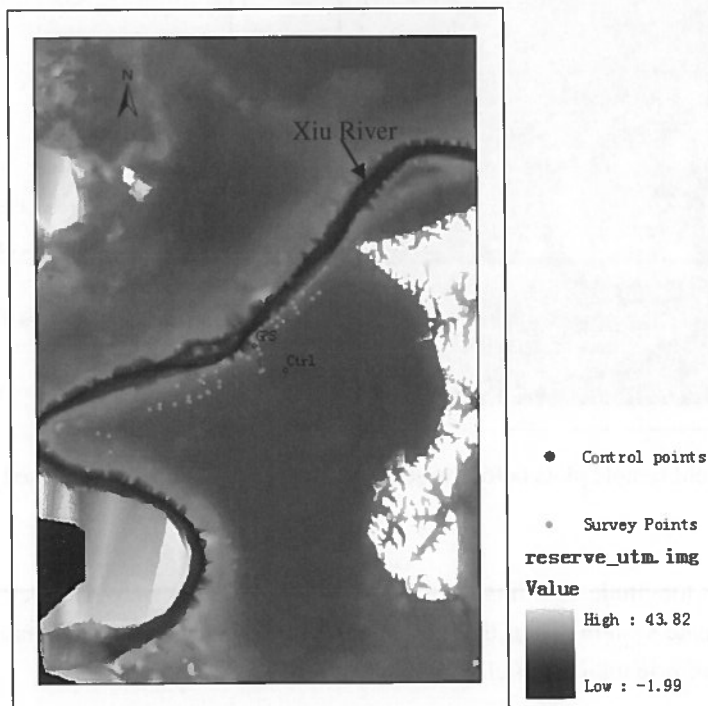 N
Xiu River
GPS
Ctrl
Control points
Survey Points
reserve_utm.img
Value
High : 43.82
Low : -1.99